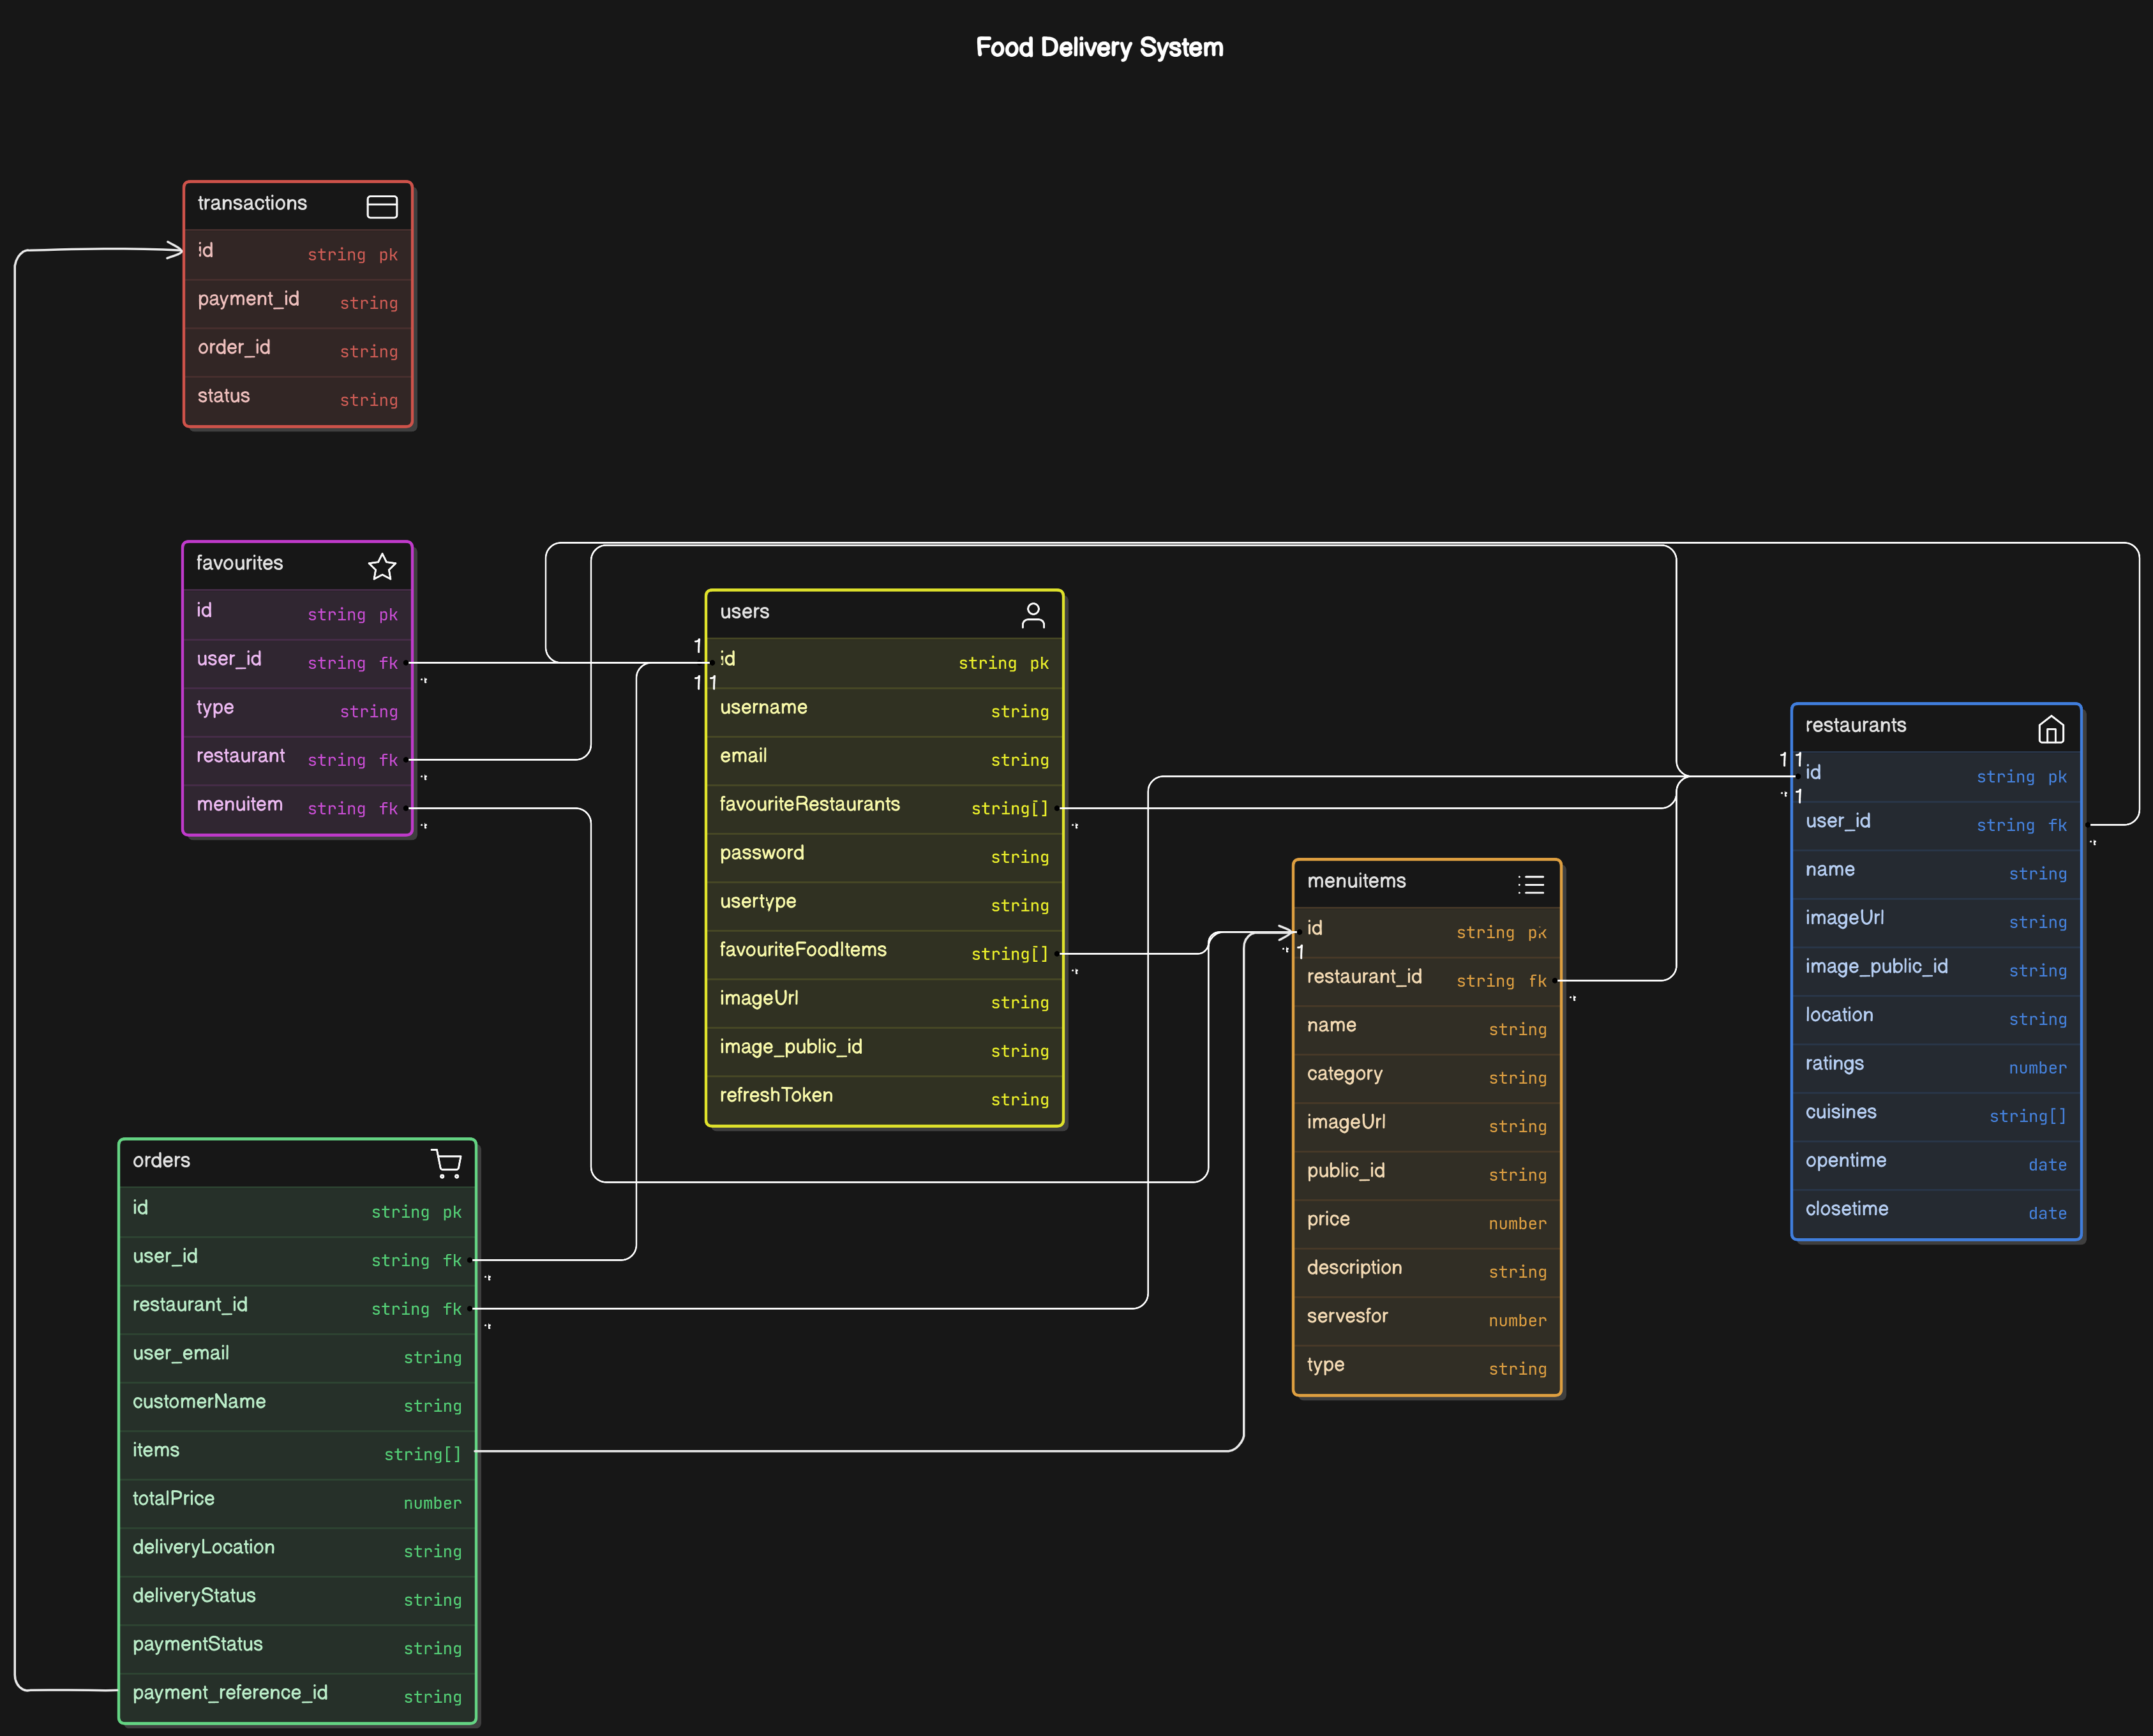 Food Delivery System
transactions
id string pk
payment_id string
order_id string
status string
favourites
id string pk
user_id string fk
type string
restaurant string fk
menuitem string fk
users
1
id string pk
1 1
username string
email string
favouriteRestaurants string[]
password string
usertype string
favouriteFoodItems string[]
imageUrl string
image_public_id string
refreshToken string
restaurants
1 1
id string pk
* 1
user_id string fk
name string
imageUrl string
image_public_id string
location string
ratings number
cuisines string[]
opentime date
closetime date
menuitems
id string pk
* 1
restaurant_id string fk
name string
category string
imageUrl string
public_id string
price number
description string
servesfor number
type string
orders
id string pk
user_id string fk
restaurant_id string fk
user_email string
customerName string
items string[]
totalPrice number
deliveryLocation string
deliveryStatus string
paymentStatus string
payment_reference_id string